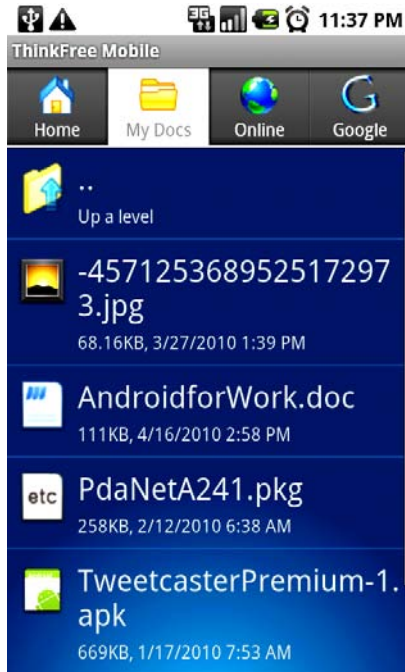 3G
11:37 PM
ThinkFree Mobile
Home
My Docs
Online
Google
..
Up a level
-457125368952517297
3.jpg
68.16KB, 3/27/2010 1:39 PM
AndroidforWork.doc
111KB, 4/16/2010 2:58 PM
etc
PdaNetA241.pkg
258KB, 2/12/2010 6:38 AM
TweetcasterPremium-1.
apk
669KB, 1/17/2010 7:53 AM